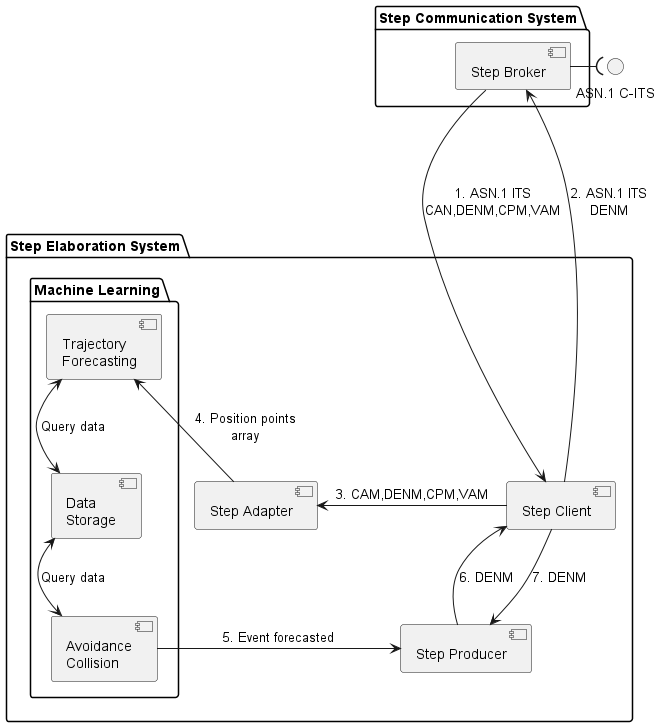 Step Communication System
Step Broker
ASN.1 C-ITS
1. ASN.1 ITS
CAN,DENM,CPM,VAM
2. ASN.1 ITS
DENM
Step Elaboration System
Machine Learning
Trajectory
Forecasting
4. Position points
array
Query data
Data
Storage
Step Adapter
3. CAM,DENM,CPM,VAM
Step Client
Query data
6. DENM
7. DENM
Avoidance
Collision
5. Event forecasted
Step Producer